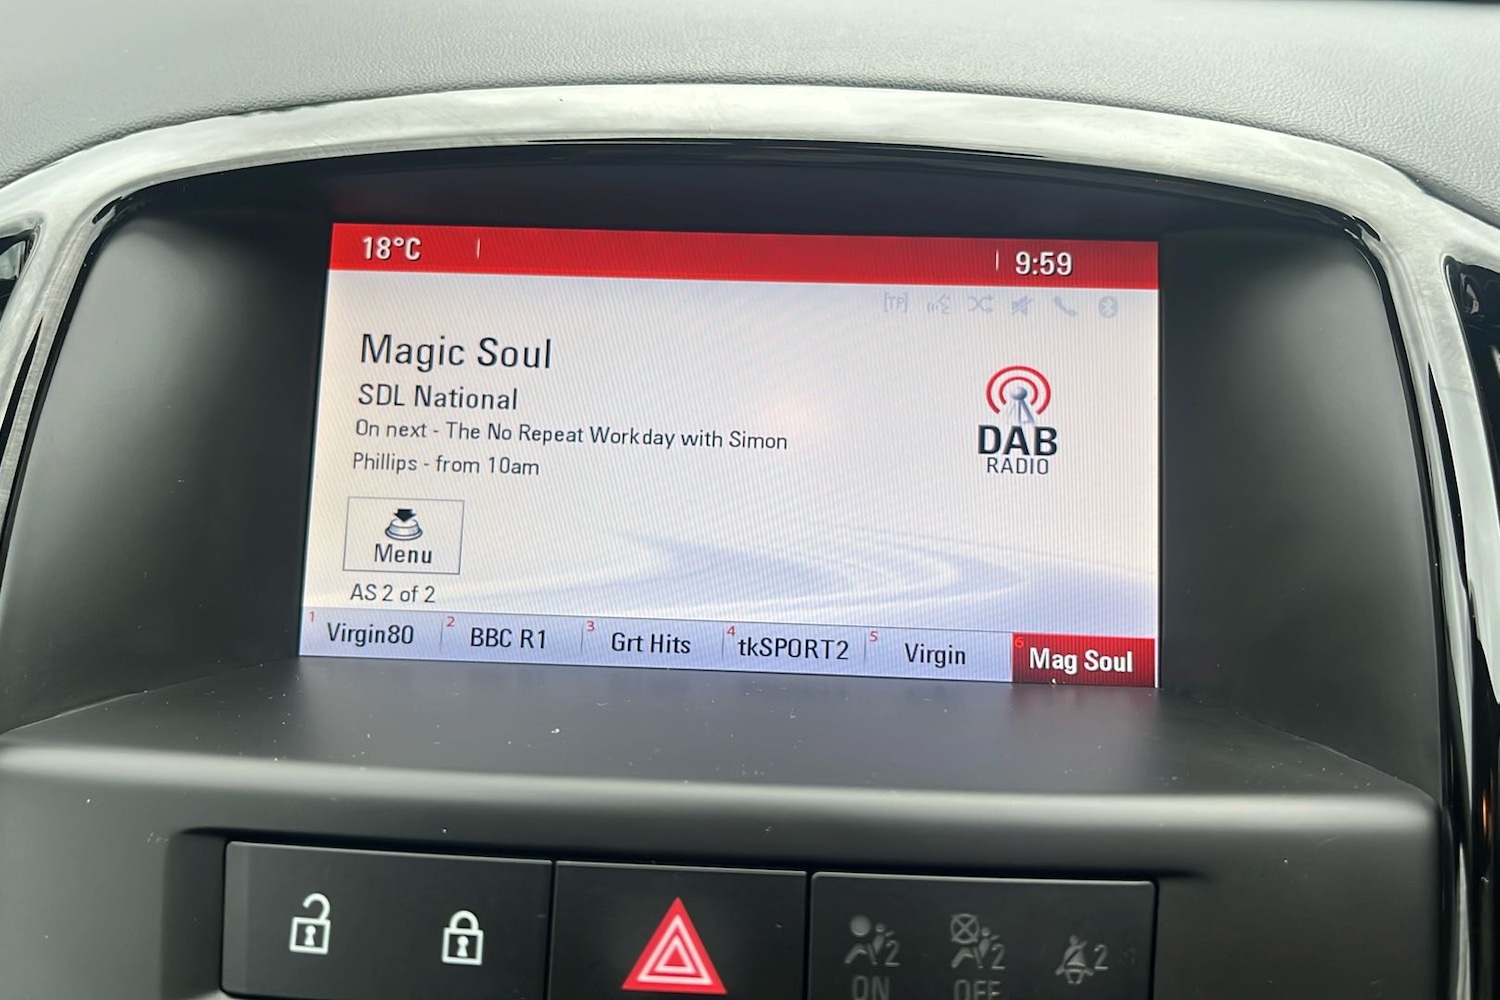 18°C
9:59
[TP]
Magic Soul
SDL National
On next - The No Repeat Workday with Simon
Phillips - from 10am
DAB
RADIO
Menu
AS 2 of 2
1 Virgin80 2 BBC R1 3 Grt Hits 4 tkSPORT2 5 Virgin 6 Mag Soul
2 2 2
ON OFF